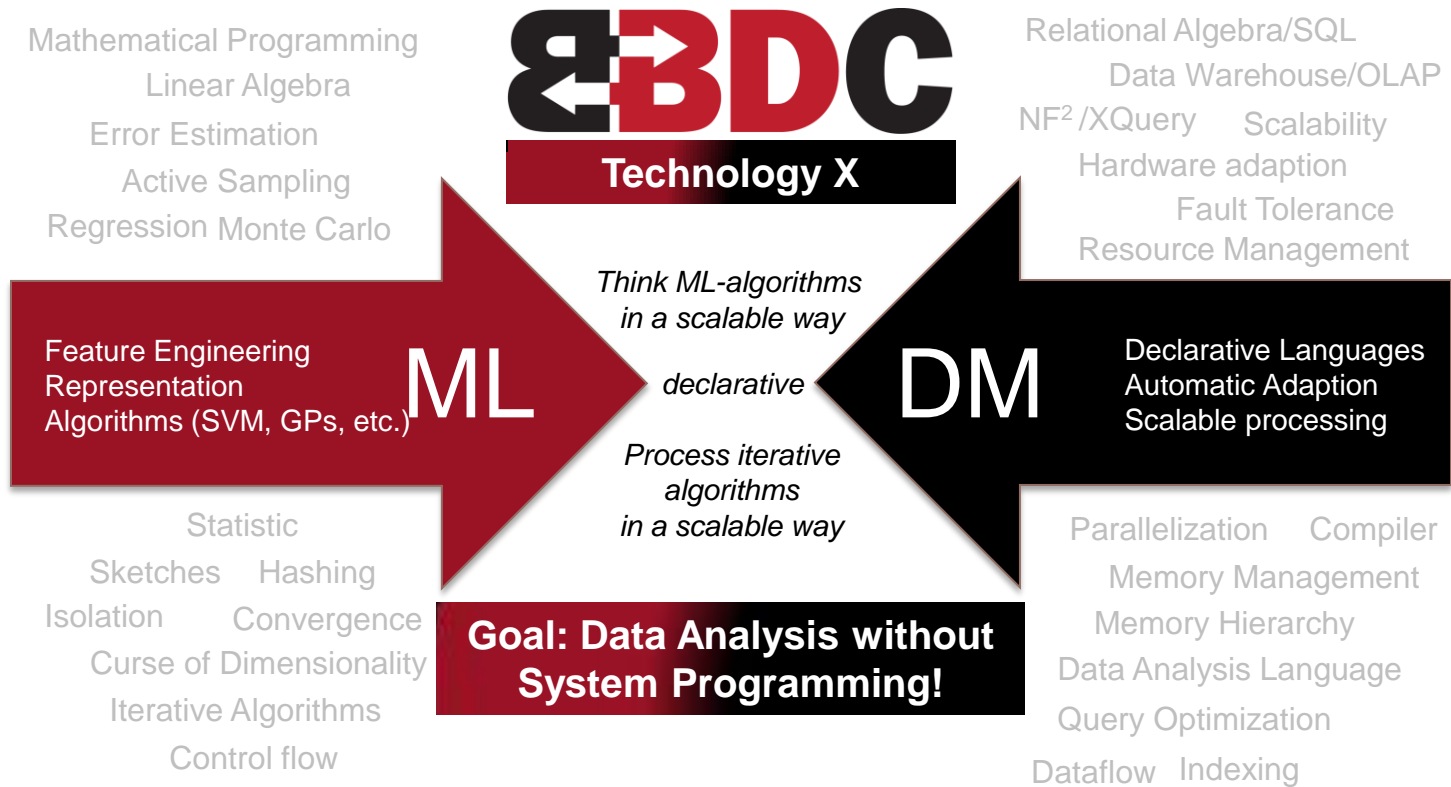 Mathematical Programming
Linear Algebra
Error Estimation
Active Sampling
Regression Monte Carlo
BBDC
Technology X
Relational Algebra/SQL
Data Warehouse/OLAP
NF² /XQuery Scalability
Hardware adaption
Fault Tolerance
Resource Management
Feature Engineering
Representation
Algorithms (SVM, GPs, etc.)
ML
Think ML-algorithms
in a scalable way
declarative
Process iterative
algorithms
in a scalable way
DM
Declarative Languages
Automatic Adaption
Scalable processing
Statistic
Sketches Hashing
Isolation Convergence
Curse of Dimensionality
Iterative Algorithms
Control flow
Goal: Data Analysis without
System Programming!
Parallelization Compiler
Memory Management
Memory Hierarchy
Data Analysis Language
Query Optimization
Dataflow Indexing